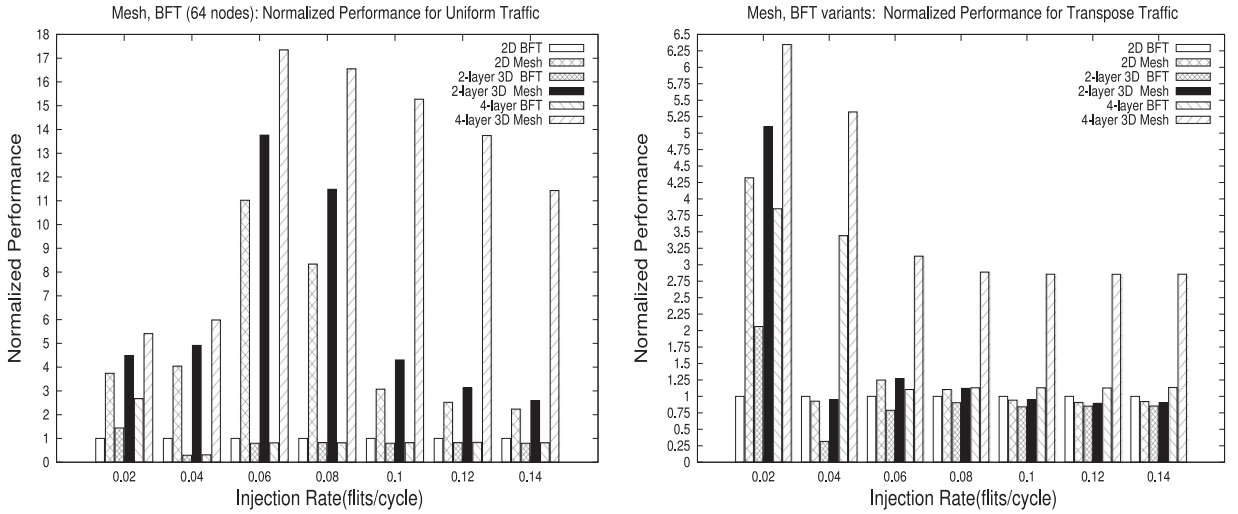 Mesh, BFT (64 nodes): Normalized Performance for Uniform Traffic
18
17
16
15
14
13
12
11
10
9
8
7
6
5
4
3
2
1
0
Normalized Performance
2D BFT
2D Mesh
2-layer 3D BFT
2-layer 3D Mesh
4-layer BFT
4-layer 3D Mesh
0.02 0.04 0.06 0.08 0.1 0.12 0.14
Injection Rate(flits/cycle)
Mesh, BFT variants: Normalized Performance for Transpose Traffic
6.5
6.25
5.75
5.5
5.25
5
4.75
4.5
4.25
3.75
3.5
3.25
3
2.75
2.5
2.25
2
1.75
1.5
1.25
0.75
0.5
0.25
0
Normalized Performance
2D BFT
2D Mesh
2-layer 3D BFT
2-layer 3D Mesh
4-layer BFT
4-layer 3D Mesh
0.02 0.04 0.06 0.08 0.1 0.12 0.14
Injection Rate(flits/cycle)